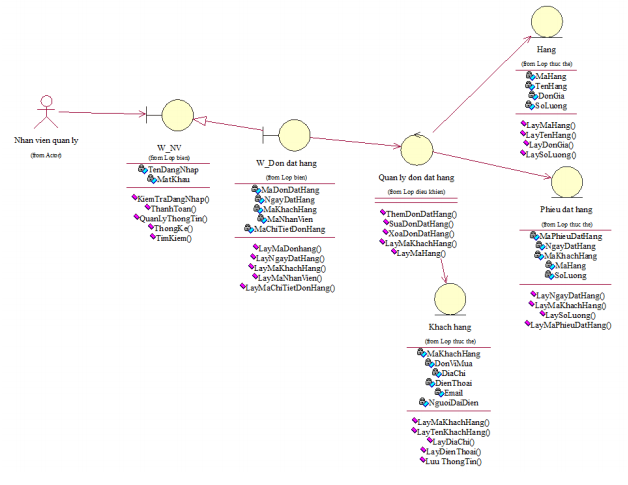 Nhan vien quan ly
(from Actor)
W_NV
(from Lop bien)
TenDangNhap
MatKhau
KiemTraDangNhap()
ThanhToan()
QuanLyThongTin()
ThongKe()
TimKiem()
W_Don dat hang
(from Lop bien)
MaDonDatHang
NgayDatHang
MaKhachHang
MaNhanVien
MaChiTietDonHang
LayMaDonhang()
LayNgayDatHang()
LayMaKhachHang()
LayMaNhanVien()
LayMaChiTietDonHang()
Quan ly don dat hang
(from Lop dieu khien)
ThemDonDatHang()
SuaDonDatHang()
XoaDonDatHang()
LayMaKhachHang()
LayMaHang()
Hang
(from Lop thuc the)
MaHang
TenHang
DonGia
SoLuong
LayMaHang()
LayTenHang()
LayDonGia()
LaySoLuong()
Phieu dat hang
(from Lop thuc the)
MaPhieuDatHang
NgayDatHang
MaKhachHang
MaHang
SoLuong
LayNgayDatHang()
LayMaKhachHang()
LaySoLuong()
LayMaPhieuDatHang()
Khach hang
(from Lop thuc the)
MaKhachHang
DonViMua
DiaChi
DienThoai
Email
NguoiDaiDien
LayMaKhachHang()
LayTenKhachHang()
LayDiaChi()
LayDienThoai()
Luu ThongTin()